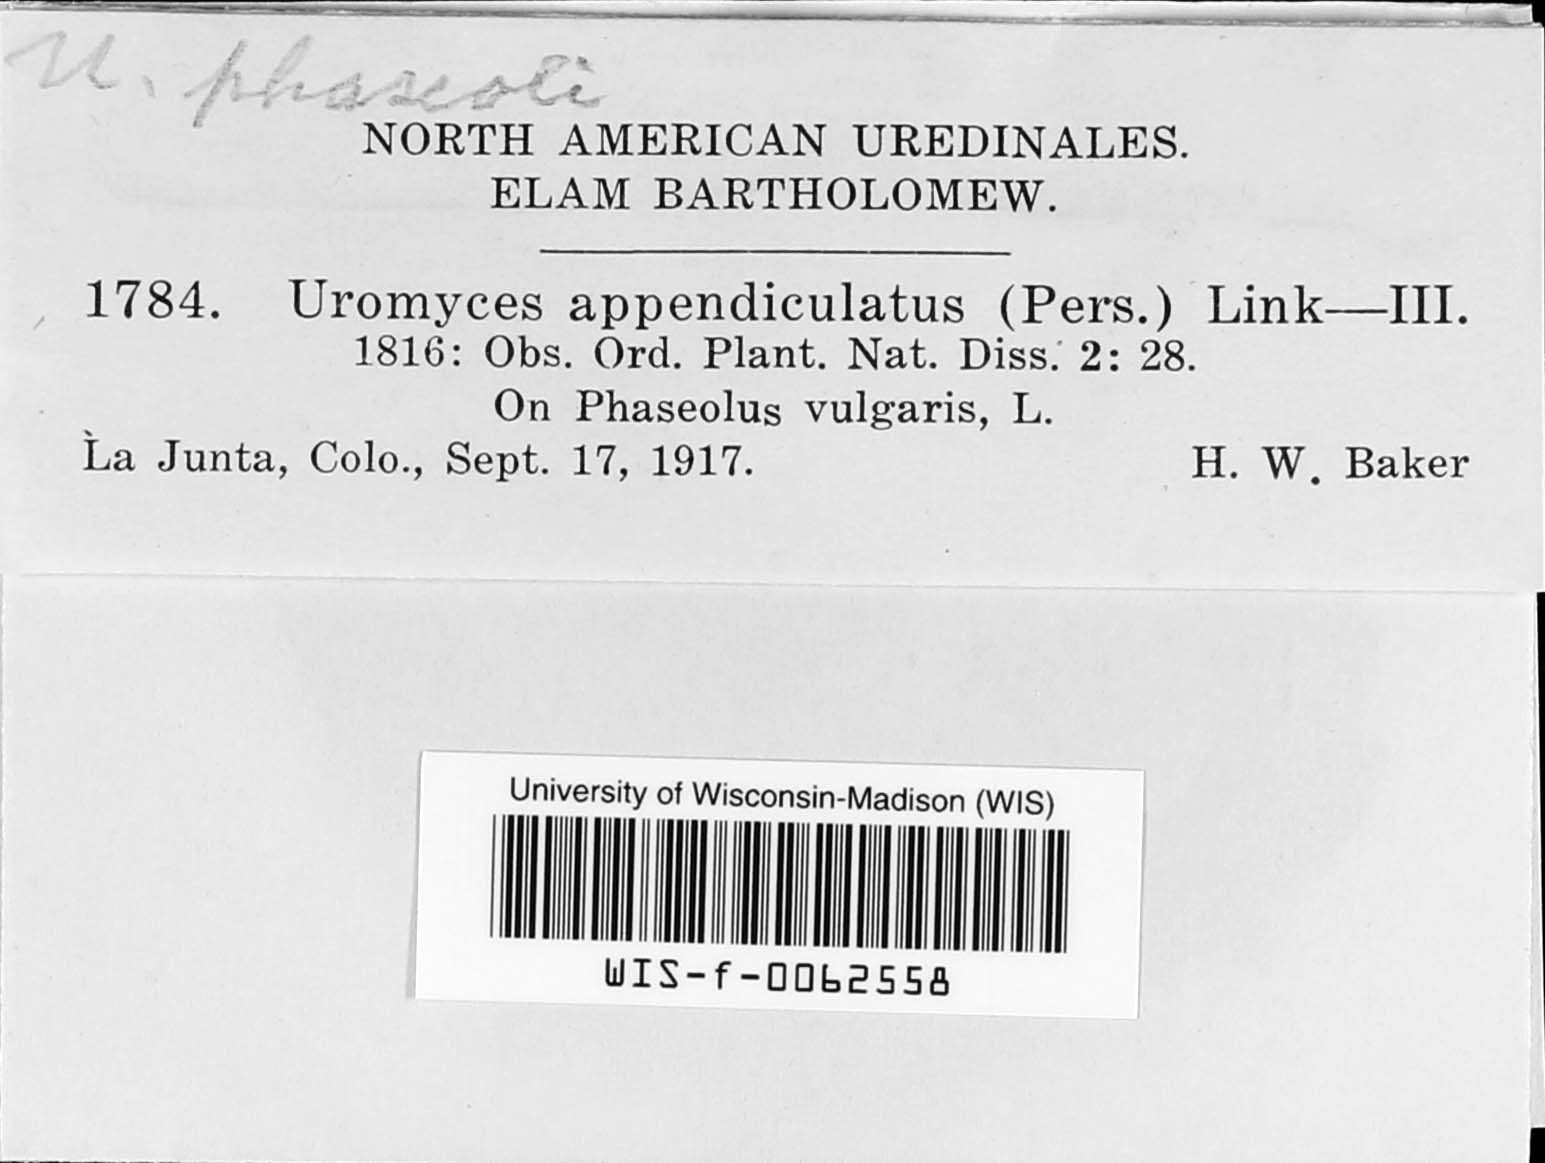 U. phaseoli
NORTH AMERICAN UREDINALES.
ELAM BARTHOLOMEW.
1784. Uromyces appendiculatus (Pers.) Link—III.
1816: Obs. Ord. Plant. Nat. Diss. 2: 28.
On Phaseolus vulgaris, L.
La Junta, Colo., Sept. 17, 1917. H. W. Baker
University of Wisconsin-Madison (WIS)
WIS-f-0062558